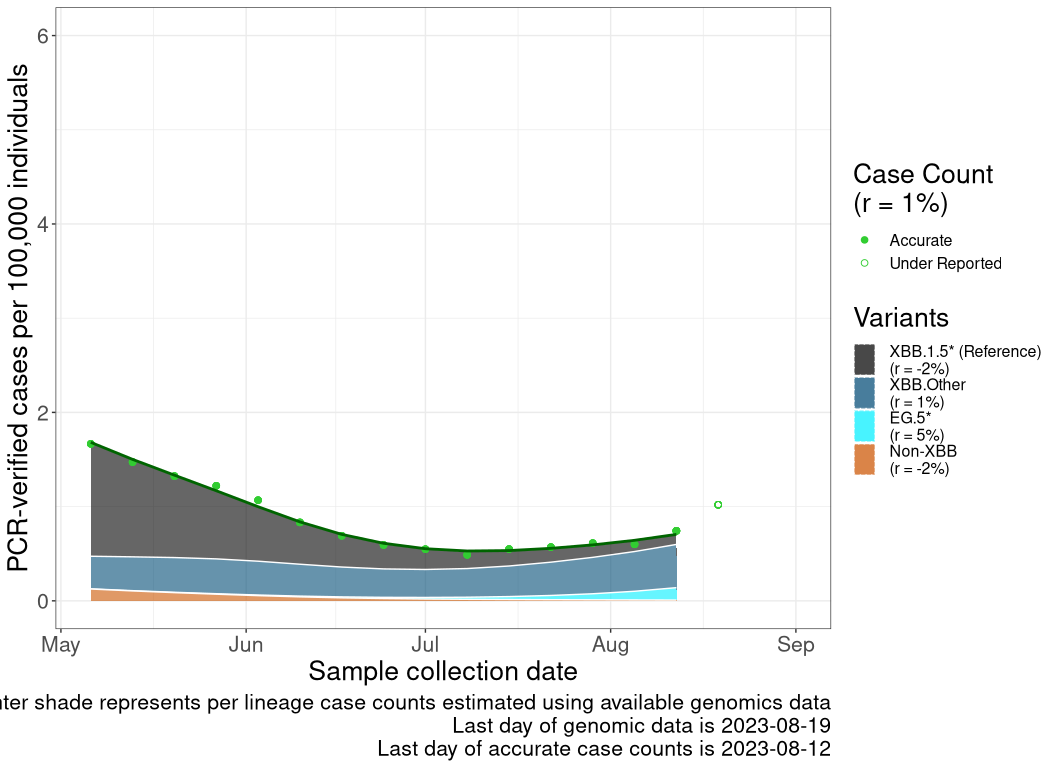 PCR-verified cases per 100,000 individuals
6
4
2
0
May
Jun
Jul
Aug
Sep
Sample collection date
shade represents per lineage case counts estimated using available genomics data
Last day of genomic data is 2023-08-19
Last day of accurate case counts is 2023-08-12
Case Count
(r = 1%)
Accurate
Under Reported
Variants
XBB.1.5* (Reference)
(r = -2%)
XBB.Other
(r = 1%)
EG.5*
(r = 5%)
Non-XBB
(r = -2%)